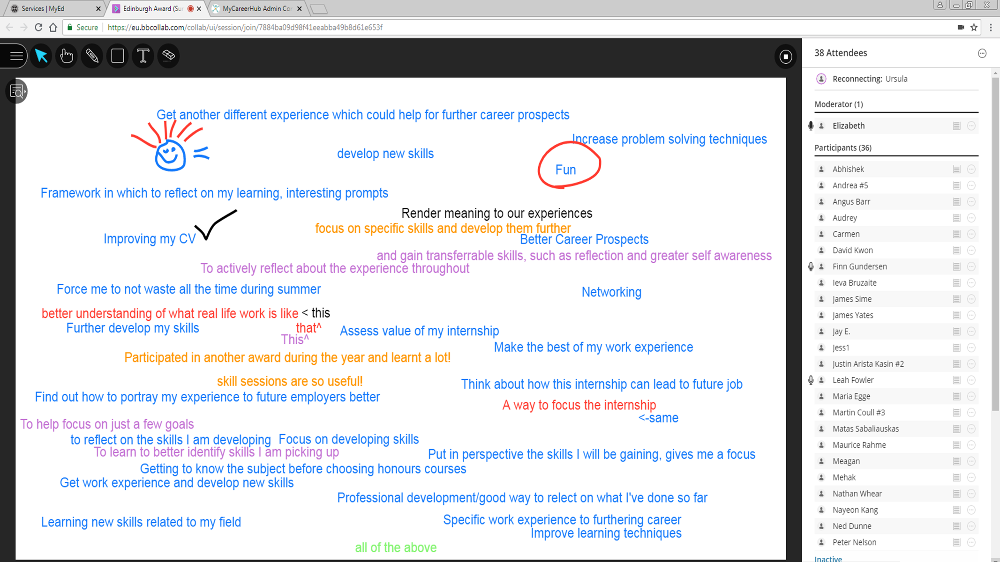 Services | MyEd
Edinburgh Award (Sur
MyCareerHub Admin Cor
Secure
https://eu.bbcollab.com/collab/ui/session/join/7884ba09d98f41eeabba49b8d61e653f
Get another different experience which could help for further career prospects
Increase problem solving techniques
develop new skills
Fun
Framework in which to reflect on my learning, interesting prompts
Render meaning to our experiences
focus on specific skills and develop them further
Improving my CV
Better Career Prospects
and gain transferrable skills, such as reflection and greater self awareness
To actively reflect about the experience throughout
Force me to not waste all the time during summer
Networking
better understanding of what real life work is like < this
Further develop my skills
that^
Assess value of my internship
This^
Make the best of my work experience
Participated in another award during the year and learnt a lot!
skill sessions are so useful!
Think about how this internship can lead to future job
Find out how to portray my experience to future employers better
A way to focus the internship
<-same
To help focus on just a few goals
to reflect on the skills I am developing
Focus on developing skills
To learn to better identify skills I am picking up
Put in perspective the skills I will be gaining, gives me a focus
Getting to know the subject before choosing honours courses
Get work experience and develop new skills
Professional development/good way to relect on what I've done so far
Learning new skills related to my field
Specific work experience to furthering career
Improve learning techniques
all of the above
38 Attendees
Reconnecting: Ursula
Moderator (1)
Elizabeth
Participants (36)
Abhishek
Andrea #5
Angus Barr
Audrey
Carmen
David Kwon
Finn Gundersen
Ieva Bruzaite
James Sime
James Yates
Jay E.
Jess1
Justin Arista Kasin #2
Leah Fowler
Maria Egge
Martin Coull #3
Matas Sabaliauskas
Maurice Rahme
Meagan
Mehak
Nathan Whear
Nayeon Kang
Ned Dunne
Peter Nelson
Inactive